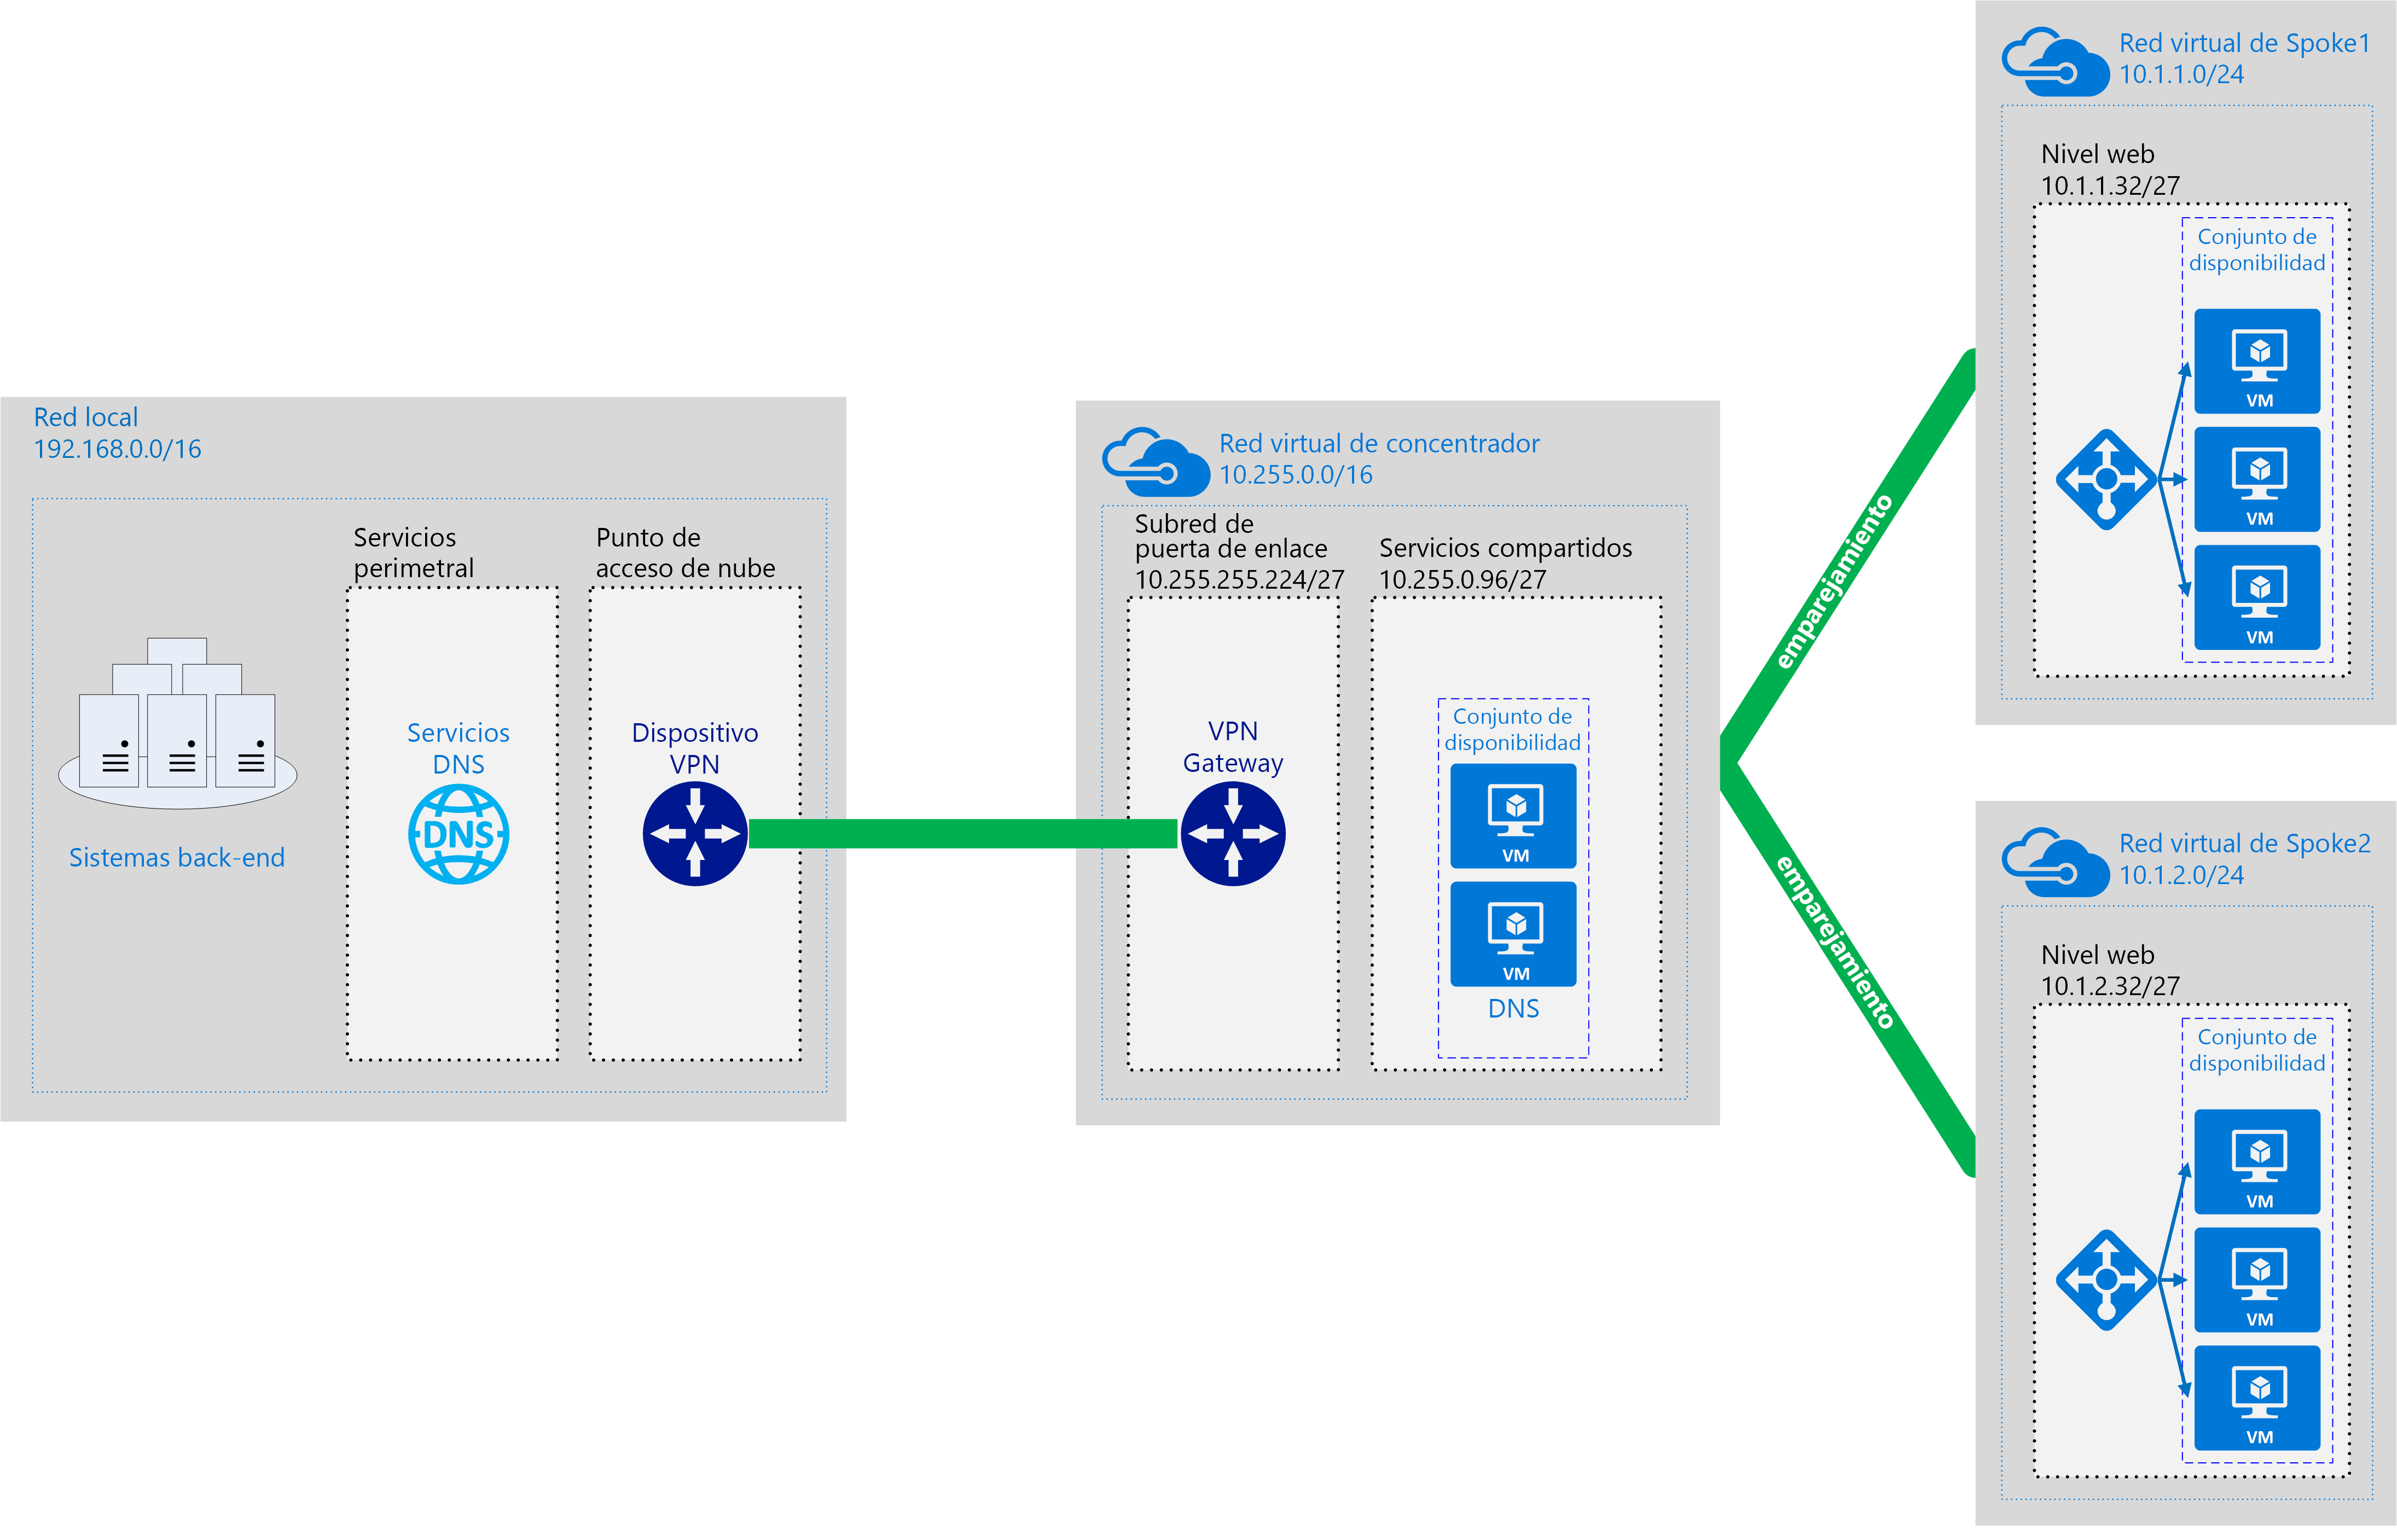 Red local
192.168.0.0/16
Servicios
perimetral
Punto de
acceso de nube
Sistemas back-end
Servicios
DNS
DNS
Dispositivo
VPN
Red virtual de concentrador
10.255.0.0/16
Subred de
puerta de enlace
10.255.255.224/27
VPN
Gateway
Servicios compartidos
10.255.0.96/27
Conjunto de
disponibilidad
VM
VM
DNS
emparejamiento
emparejamiento
Red virtual de Spoke1
10.1.1.0/24
Nivel web
10.1.1.32/27
Conjunto de
disponibilidad
VM
VM
VM
Red virtual de Spoke2
10.1.2.0/24
Nivel web
10.1.2.32/27
Conjunto de
disponibilidad
VM
VM
VM